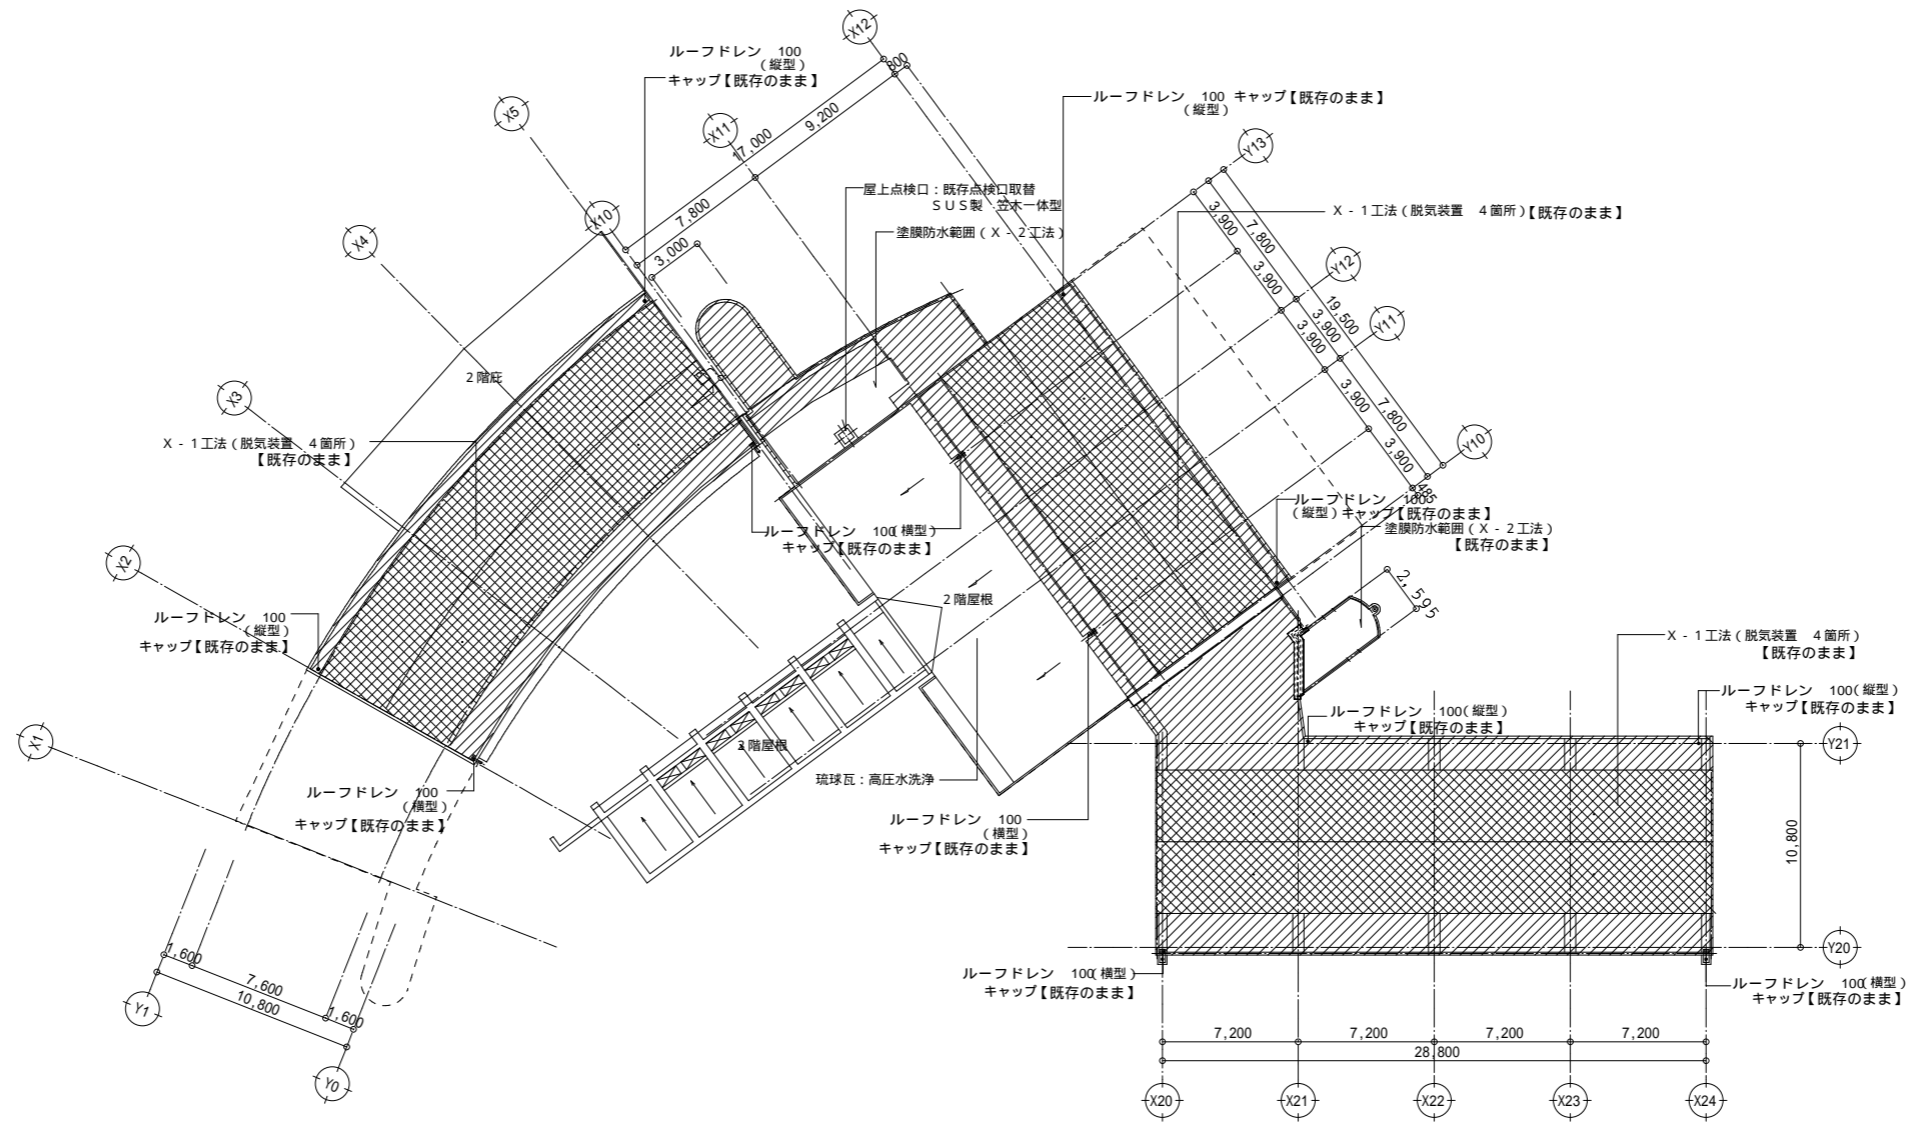 X12
ルーフドレン 100
(縦型)
キャップ【既存のまま】
800
ルーフドレン 100 キャップ【既存のまま】
(縦型)
X5
X11
9,200
17,000
Y13
屋上点検口：既存点検口取替
ＳＵＳ製 笠木一体型
X10
7,800
3,900
7,800
X－1工法(脱気装置 4箇所)【既存のまま】
塗膜防水範囲(X－2工法)
X4
3,000
Y12
3,900
19,500
3,900
3,900
Y11
2階庇
3,900
7,800
X3
3,900
Y10
X－1工法(脱気装置 4箇所)
【既存のまま】
485
ルーフドレン 100
(縦型)キャップ【既存のまま】
ルーフドレン 100(横型)
キャップ【既存のまま】
塗膜防水範囲(X－2工法)
【既存のまま】
X2
2,595
2階屋根
ルーフドレン 100
(縦型)
キャップ【既存のまま】
X－1工法(脱気装置 4箇所)
【既存のまま】
ルーフドレン 100(縦型)
キャップ【既存のまま】
ルーフドレン 100(縦型)
キャップ【既存のまま】
X1
2階屋根
Y21
琉球瓦：高圧水洗浄
ルーフドレン 100
(横型)
キャップ【既存のまま】
ルーフドレン 100
(横型)
キャップ【既存のまま】
10,800
Y20
1,600
7,600
10,800
1,600
ルーフドレン 100(横型)
キャップ【既存のまま】
ルーフドレン 100(横型)
キャップ【既存のまま】
Y1
Y0
7,200
7,200
7,200
7,200
28,800
X20
X21
X22
X23
X24